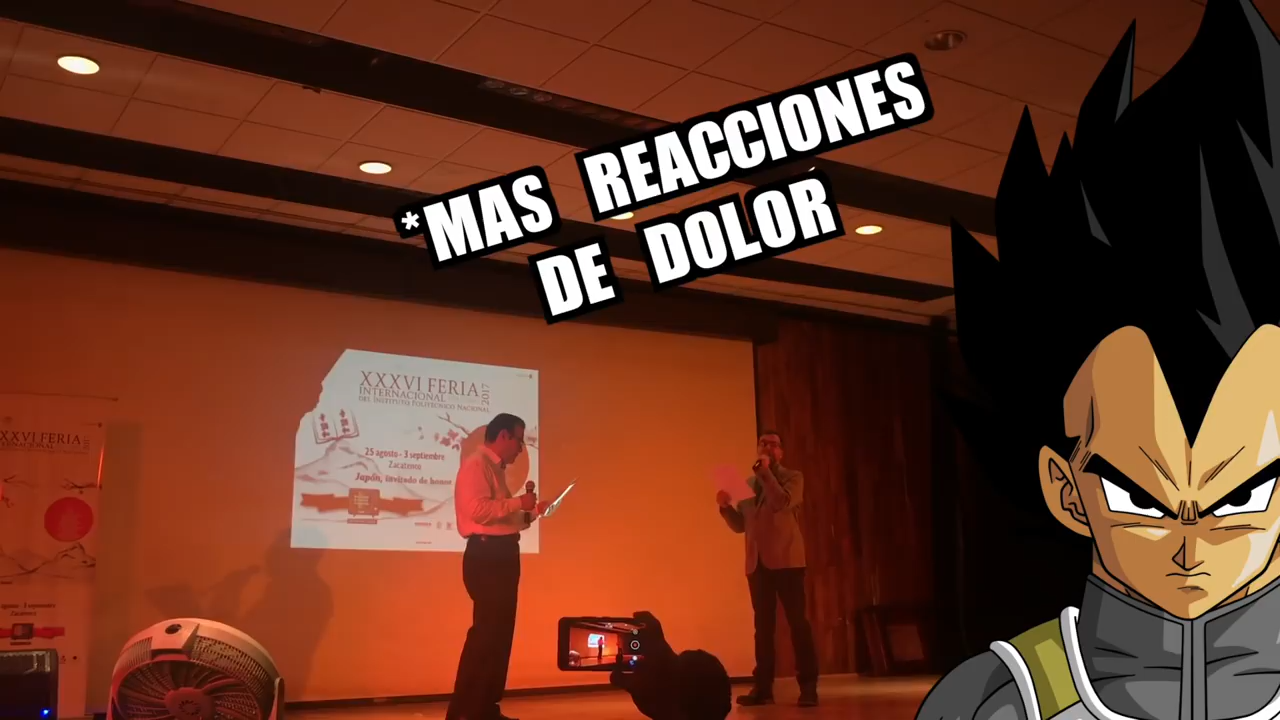 *MAS REACCIONES
DE DOLOR
XXXVI FERIA
INTERNACIONAL
DEL INSTITUTO POLITÉCNICO NACIONAL
2017
25 agosto - 3 septiembre
Zacatenco
Japón, invitado de honor
XXXVI FERIA